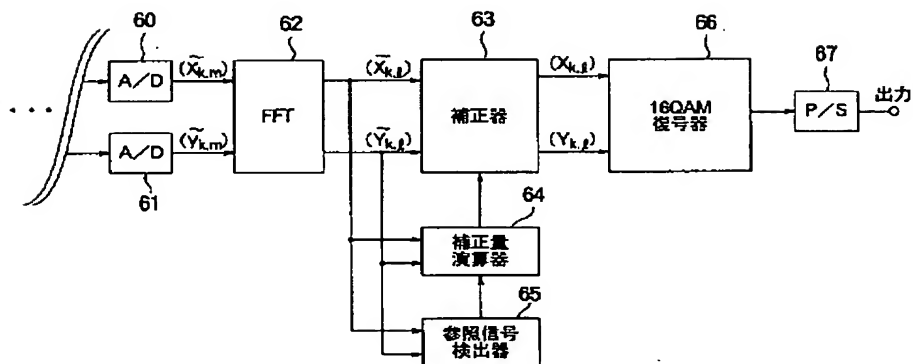 60
62
63
66
67
A/D
(X̃k,m)
FFT
(X̄k,ℓ)
補正器
(Xk,ℓ)
16QAM
復号器
P/S
出力
A/D
(Ỹk,m)
(Ȳk,ℓ)
(Yk,ℓ)
61
64
補正量
演算器
65
参照信号
検出器